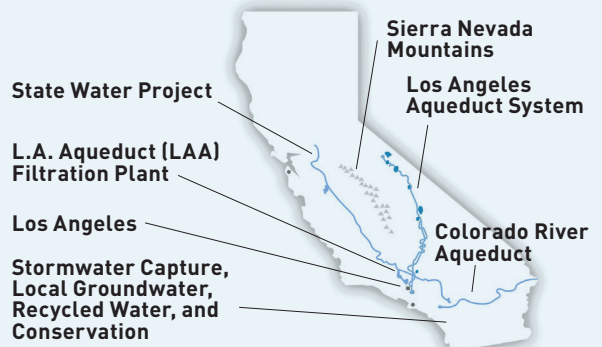 Sierra Nevada
Mountains
State Water Project
Los Angeles
Aqueduct System
L.A. Aqueduct (LAA)
Filtration Plant
Los Angeles
Colorado River
Aqueduct
Stormwater Capture,
Local Groundwater,
Recycled Water, and
Conservation